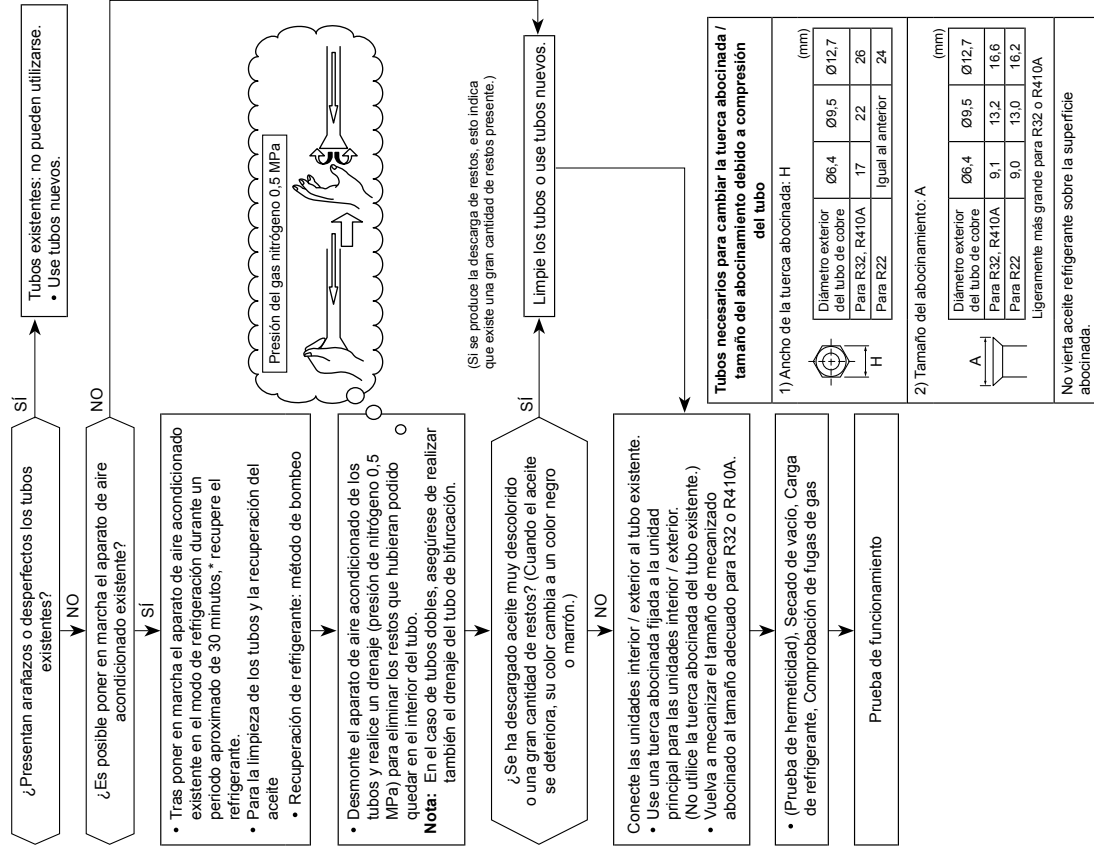 ¿Presentan arañazos o desperfectos los tubos
existentes?
SÍ
Tubos existentes: no pueden utilizarse.
• Use tubos nuevos.
NO
¿Es posible poner en marcha el aparato de aire
acondicionado existente?
NO
SÍ
• Tras poner en marcha el aparato de aire acondicionado
existente en el modo de refrigeración durante un
periodo aproximado de 30 minutos,* recupere el
refrigerante.
• Para la limpieza de los tubos y la recuperación del
aceite
• Recuperación de refrigerante: método de bombeo
Presión del gas nitrógeno 0,5 MPa
• Desmonte el aparato de aire acondicionado de los
tubos y realice un drenaje (presión de nitrógeno 0,5
MPa) para eliminar los restos que hubieran podido
quedar en el interior del tubo.
Nota: En el caso de tubos dobles, asegúrese de realizar
también el drenaje del tubo de bifurcación.
(Si se produce la descarga de restos, esto indica
que existe una gran cantidad de restos presente.)
¿Se ha descargado aceite muy descolorido
o una gran cantidad de restos? (Cuando el aceite
se deteriora, su color cambia a un color negro
o marrón.)
SÍ
Limpie los tubos o use tubos nuevos.
NO
Conecte las unidades interior / exterior al tubo existente.
• Use una tuerca abocinada fijada a la unidad
principal para las unidades interior / exterior.
(No utilice la tuerca abocinada del tubo existente.)
• Vuelva a mecanizar el tamaño de mecanizado
abocinado al tamaño adecuado para R32 o R410A.
• (Prueba de hermeticidad), Secado de vacío, Carga
de refrigerante, Comprobación de fugas de gas
Prueba de funcionamiento
Tubos necesarios para cambiar la tuerca abocinada /
tamaño del abocinamiento debido a compresión
del tubo
1) Ancho de la tuerca abocinada: H
(mm)
H
Diámetro exterior
del tubo de cobre
Ø6,4 Ø9,5 Ø12,7
Para R32, R410A 17 22 26
Para R22 Igual al anterior 24
2) Tamaño del abocinamiento: A
(mm)
A
Diámetro exterior
del tubo de cobre
Ø6,4 Ø9,5 Ø12,7
Para R32, R410A 9,1 13,2 16,6
Para R22 9,0 13,0 16,2
Ligeramente más grande para R32 o R410A
No vierta aceite refrigerante sobre la superficie
abocinada.